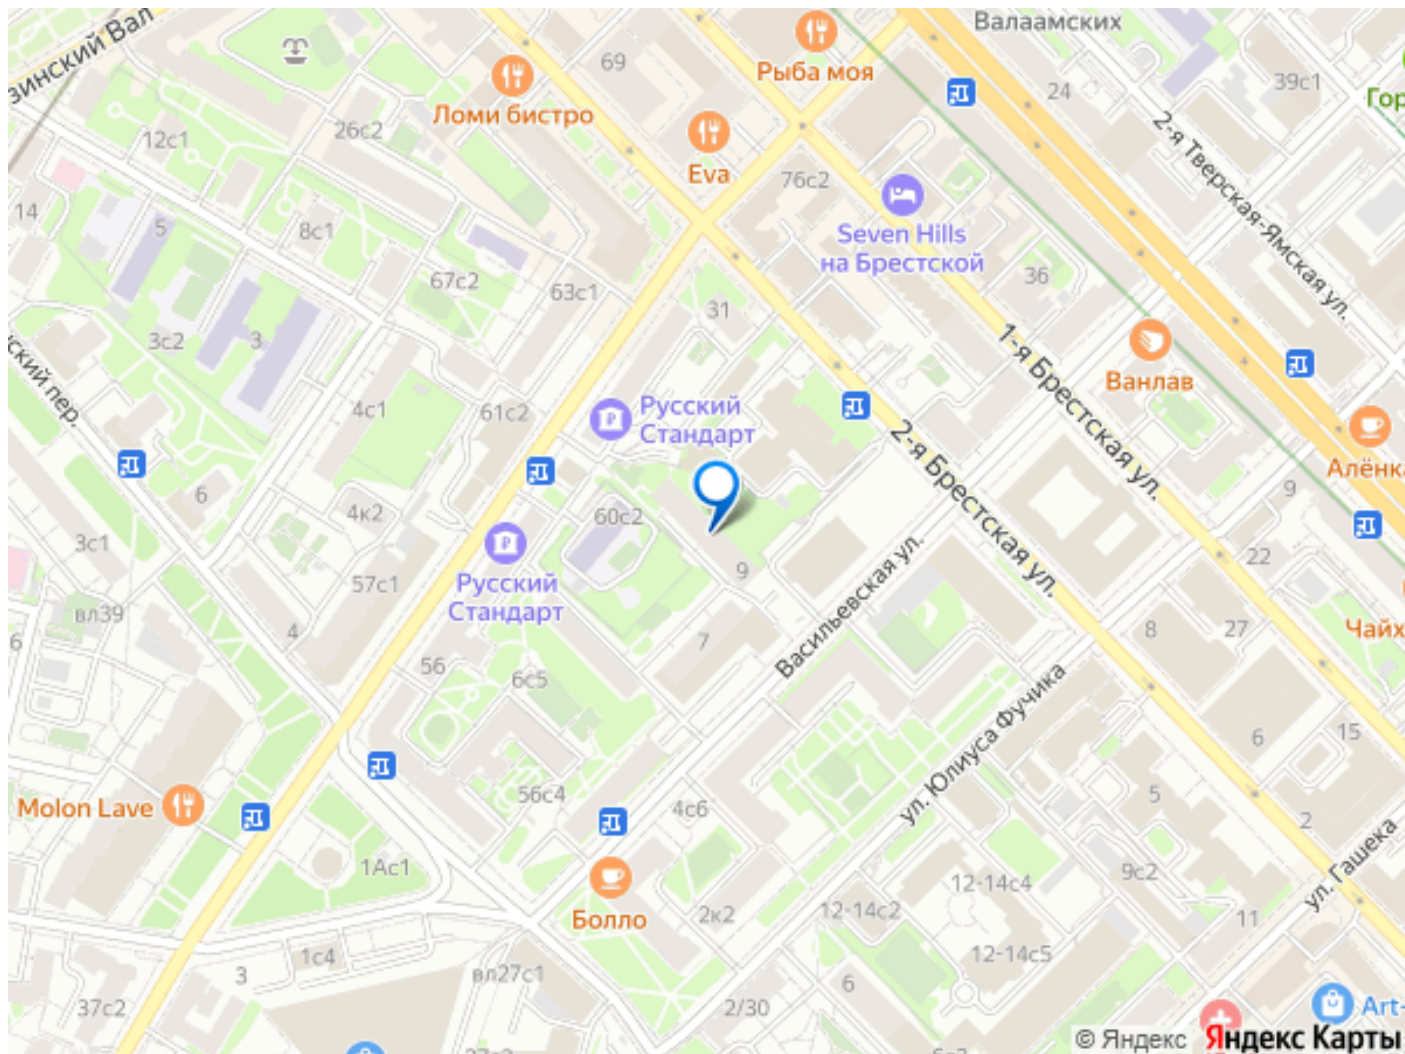 зинский Вал
Валаамских
Рыба моя
69
Ломи бистро
24
39с1
Гор
12с1
26с2
Eva
76с2
2-я Тверская-Ямская ул.
14
5
8с1
Seven Hills
на Брестской
67с2
63с1
36
31
3с2
3
1-я Брестская ул.
Ванлав
ский пер.
4с1
61с2
Русский
Стандарт
2-я Брестская ул.
Алёнка
6
4к2
60с2
9
3с1
57с1
Русский
Стандарт
9
Васильевская ул.
22
вл39
4
7
8
27
Чайх
6
56
6с5
ул. Юлиуса Фучика
6
15
Molon Lave
56с4
4с6
5
2
1Ас1
Болло
2к2
12-14с4
12-14с2
9с2
ул. Гашека
11
1с4
12-14с5
3
вл27с1
6
37с2
2/30
Art-
© Яндекс Яндекс Карты